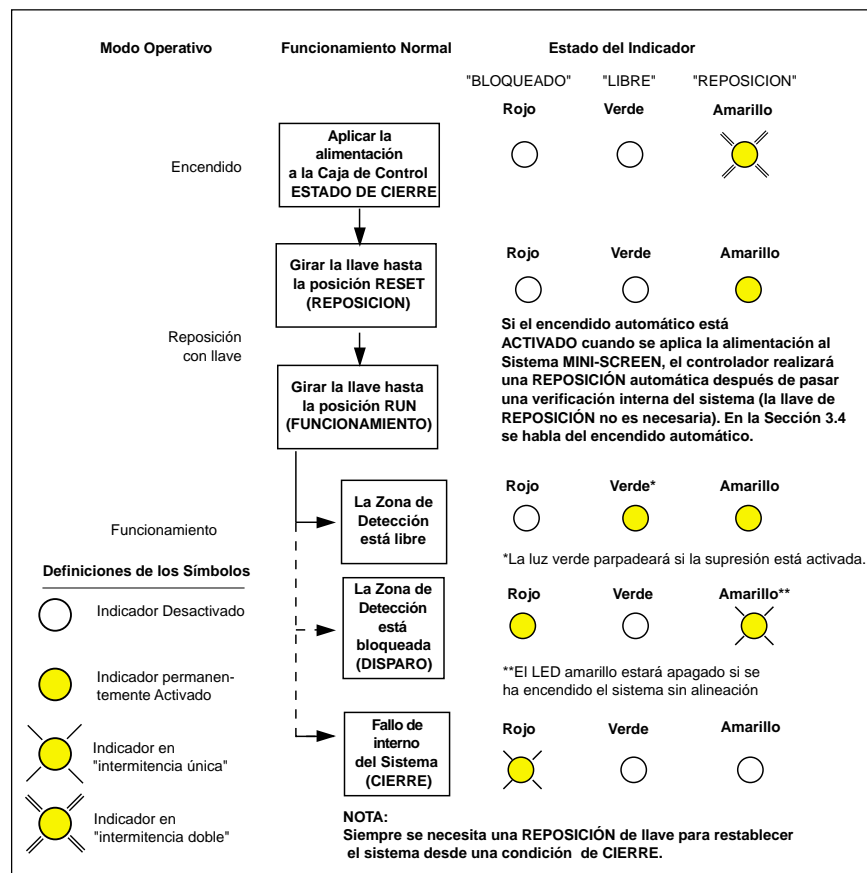 Modo Operativo
Funcionamiento Normal
Estado del Indicador
"BLOQUEADO"
"LIBRE"
"REPOSICION"
Rojo
Verde
Amarillo
Encendido
Aplicar la
alimentación
a la Caja de Control
ESTADO DE CIERRE
Reposición
con llave
Girar la llave hasta
la posición RESET
(REPOSICION)
Rojo
Verde
Amarillo
Si el encendido automático está
ACTIVADO cuando se aplica la alimentación al
Sistema MINI-SCREEN, el controlador realizará
una REPOSICIÓN automática después de pasar
una verificación interna del sistema (la llave de
REPOSICIÓN no es necesaria). En la Sección 3.4
se habla del encendido automático.
Girar la llave hasta
la posición RUN
(FUNCIONAMIENTO)
Funcionamiento
La Zona de
Detección
está libre
Rojo
Verde*
Amarillo
*La luz verde parpadeará si la supresión está activada.
La Zona de
Detección
está
bloqueada
(DISPARO)
Rojo
Verde
Amarillo**
**El LED amarillo estará apagado si se
ha encendido el sistema sin alineación
Fallo de
interno
del Sistema
(CIERRE)
Rojo
Verde
Amarillo
NOTA:
Siempre se necesita una REPOSICIÓN de llave para restablecer
el sistema desde una condición de CIERRE.
Definiciones de los Símbolos
Indicador Desactivado
Indicador permanen-
temente Activado
Indicador en
"intermitencia única"
Indicador en
"intermitencia doble"